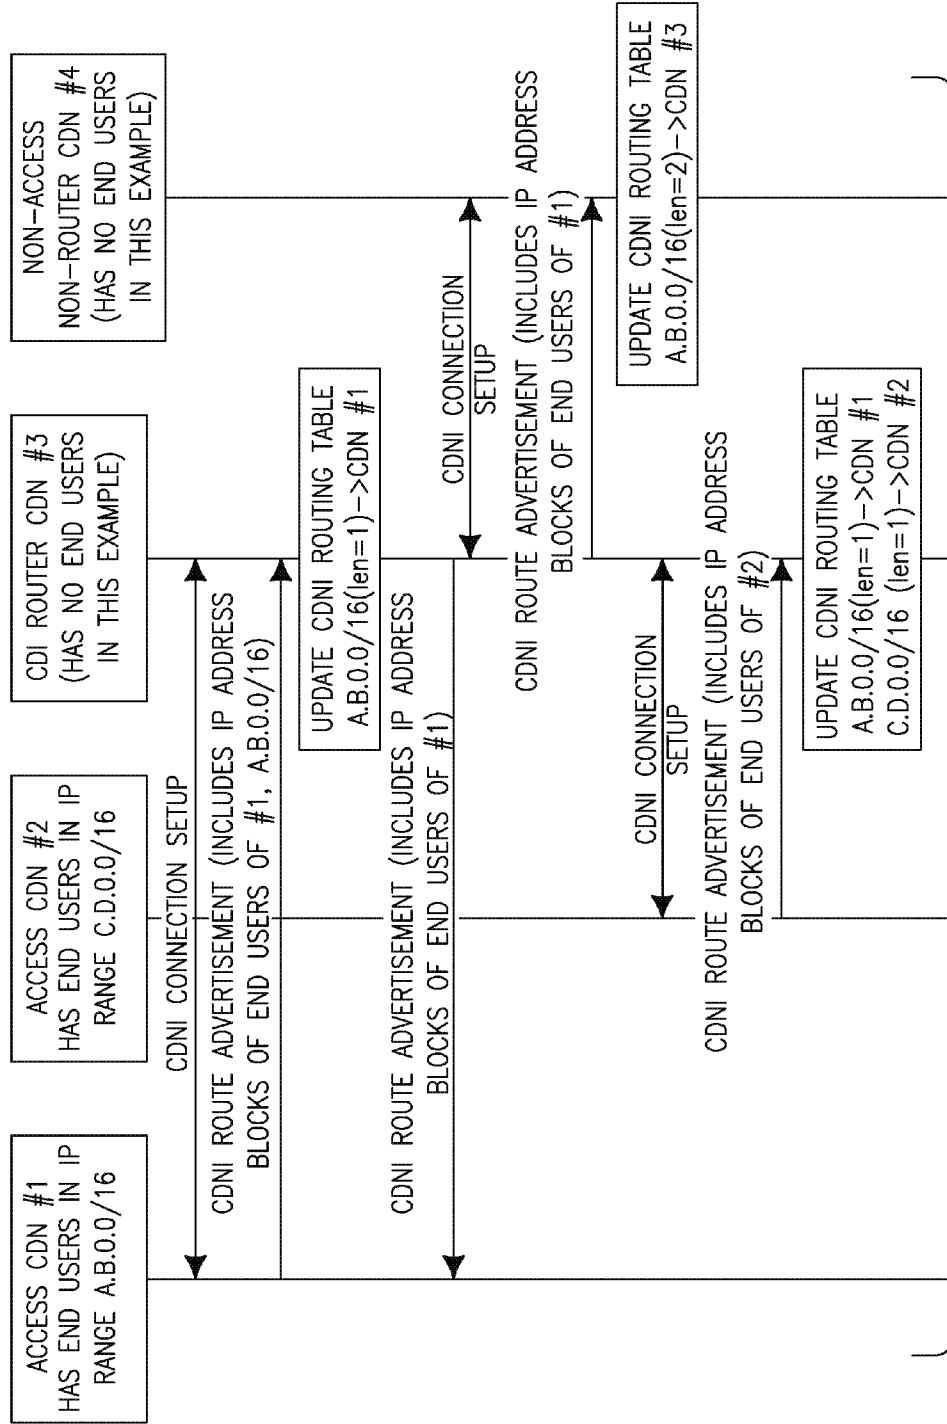 ACCESS CDN #1
HAS END USERS IN IP
RANGE A.B.0.0/16
ACCESS CDN #2
HAS END USERS IN IP
RANGE C.D.0.0/16
CDI ROUTER CDN #3
(HAS NO END USERS
IN THIS EXAMPLE)
NON-ACCESS
NON-ROUTER CDN #4
(HAS NO END USERS
IN THIS EXAMPLE)
CDNI CONNECTION SETUP
CDNI ROUTE ADVERTISEMENT (INCLUDES IP ADDRESS
BLOCKS OF END USERS OF #1, A.B.0.0/16)
UPDATE CDNI ROUTING TABLE
A.B.0.0/16(len=1)->CDN #1
CDNI ROUTE ADVERTISEMENT (INCLUDES IP ADDRESS
BLOCKS OF END USERS OF #1)
CDNI CONNECTION
SETUP
CDNI ROUTE ADVERTISEMENT (INCLUDES IP ADDRESS
BLOCKS OF END USERS OF #1)
UPDATE CDNI ROUTING TABLE
A.B.0.0/16(len=2)->CDN #3
CDNI CONNECTION
SETUP
CDNI ROUTE ADVERTISEMENT (INCLUDES IP ADDRESS
BLOCKS OF END USERS OF #2)
UPDATE CDNI ROUTING TABLE
A.B.0.0/16(len=1)->CDN #1
C.D.0.0/16 (len=1)->CDN #2